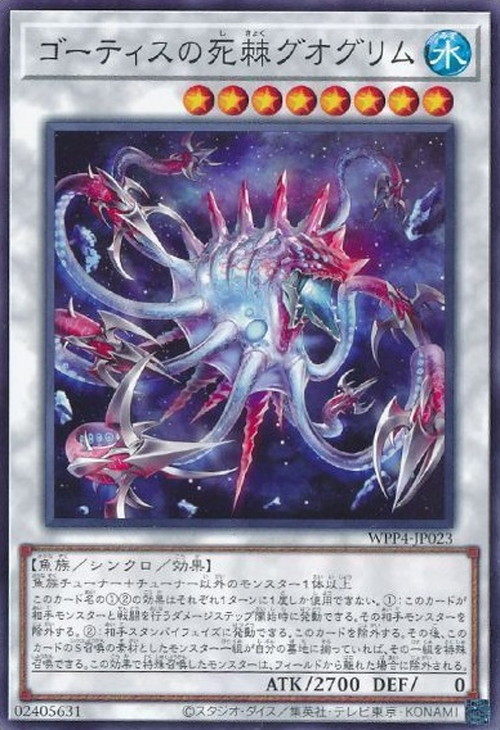 ゴーティスの死棘グオグリム
水
WPP4-JP023
【魚族／シンクロ／効果】
魚族チューナー＋チューナー以外のモンスター１体以上
このカード名の①②の効果はそれぞれ１ターンに１度しか使用できない。①：このカードが
相手モンスターと戦闘を行うダメージステップ開始時に発動できる。その相手モンスターを
除外する。②：相手スタンバイフェイズに発動できる。このカードを除外する。その後、この
カードのＳ召喚の素材としたモンスター一組が自分の墓地に揃っていれば、その一組を特殊
召喚できる。この効果で特殊召喚したモンスターは、フィールドから離れた場合に除外される。
ATK/2700 DEF/ 0
02405631 ©スタジオ・ダイス／集英社・テレビ東京・KONAMI